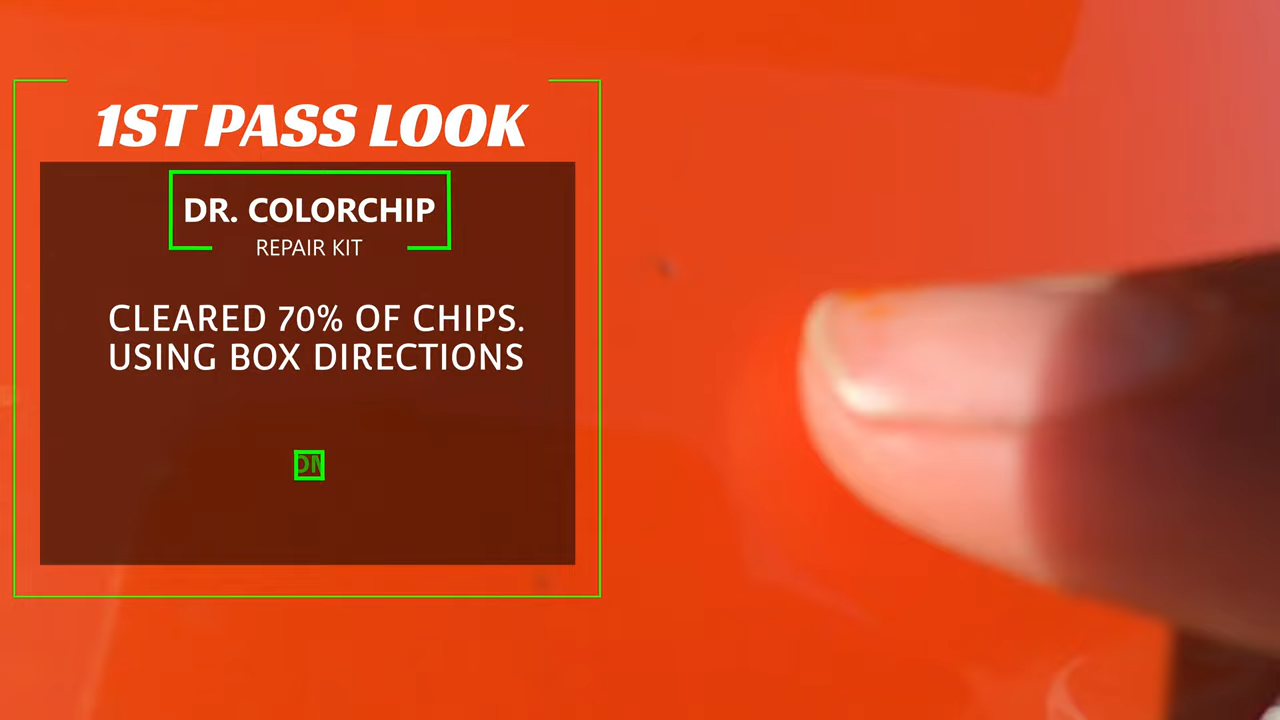 1ST PASS LOOK
DR. COLORCHIP
REPAIR KIT
CLEARED 70% OF CHIPS.
USING BOX DIRECTIONS